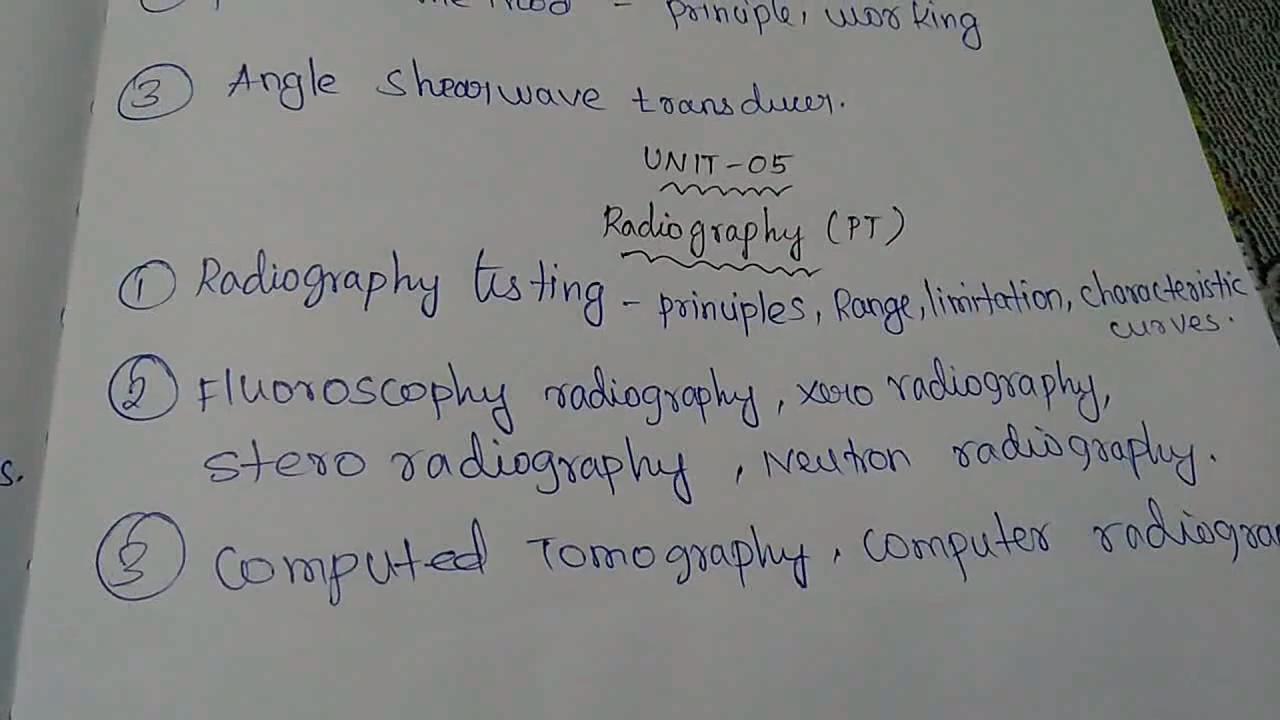 - principle, working
③ Angle shearwave transducer.
UNIT-05
Radiography (PT)
① Radiography testing - principles, Range, limitation, characteristic
curves.
② Fluoroscophy radiography, xero radiography,
stero radiography, Neutron radiography.
s.
③ computed Tomography, computer radiogra